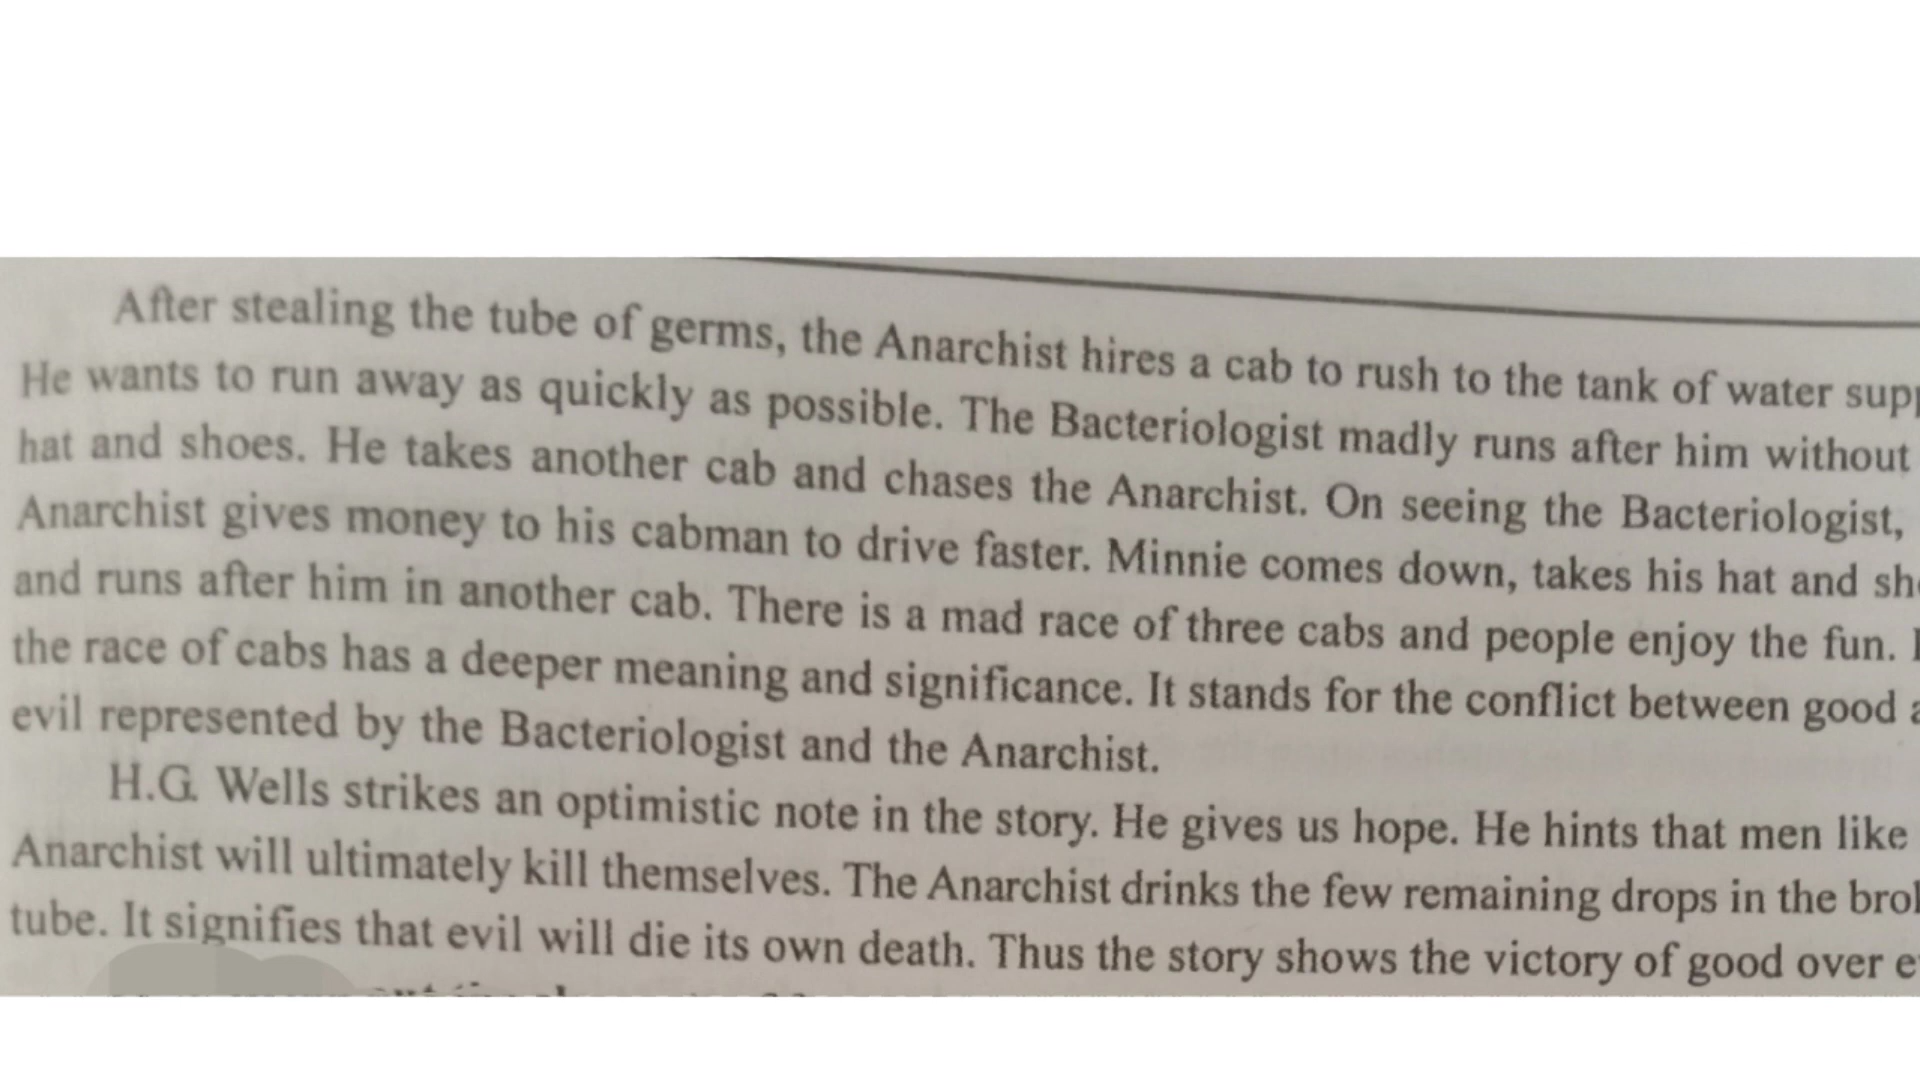 After stealing the tube of germs, the Anarchist hires a cab to rush to the tank of water
He wants to run away as quickly as possible. The Bacteriologist madly runs after him without
hat and shoes. He takes another cab and chases the Anarchist. On seeing the Bacteriologist,
Anarchist gives money to his cabman to drive faster. Minnie comes down, takes his hat and
and runs after him in another cab. There is a mad race of three cabs and people enjoy the fun.
the race of cabs has a deeper meaning and significance. It stands for the conflict between good
evil represented by the Bacteriologist and the Anarchist.
H.G. Wells strikes an optimistic note in the story. He gives us hope. He hints that men like
Anarchist will ultimately kill themselves. The Anarchist drinks the few remaining drops in the
tube. It signifies that evil will die its own death. Thus the story shows the victory of good over